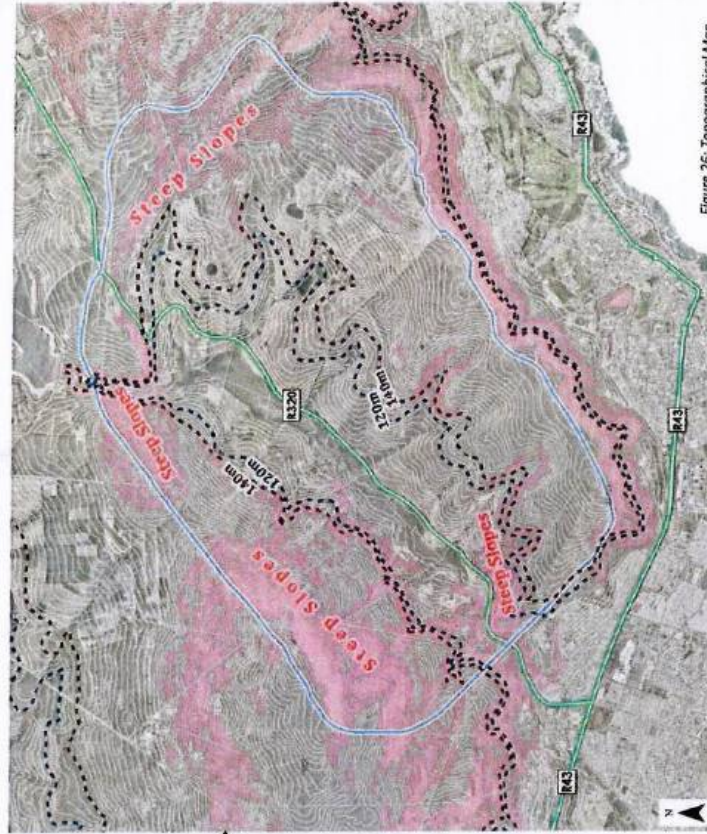 Steep Slopes
Steep Slopes
R320
120m
140m
140m
120m
Steep Slopes
Steep Slopes
R43
R43
R43
N
Figure 26: Topographical Map